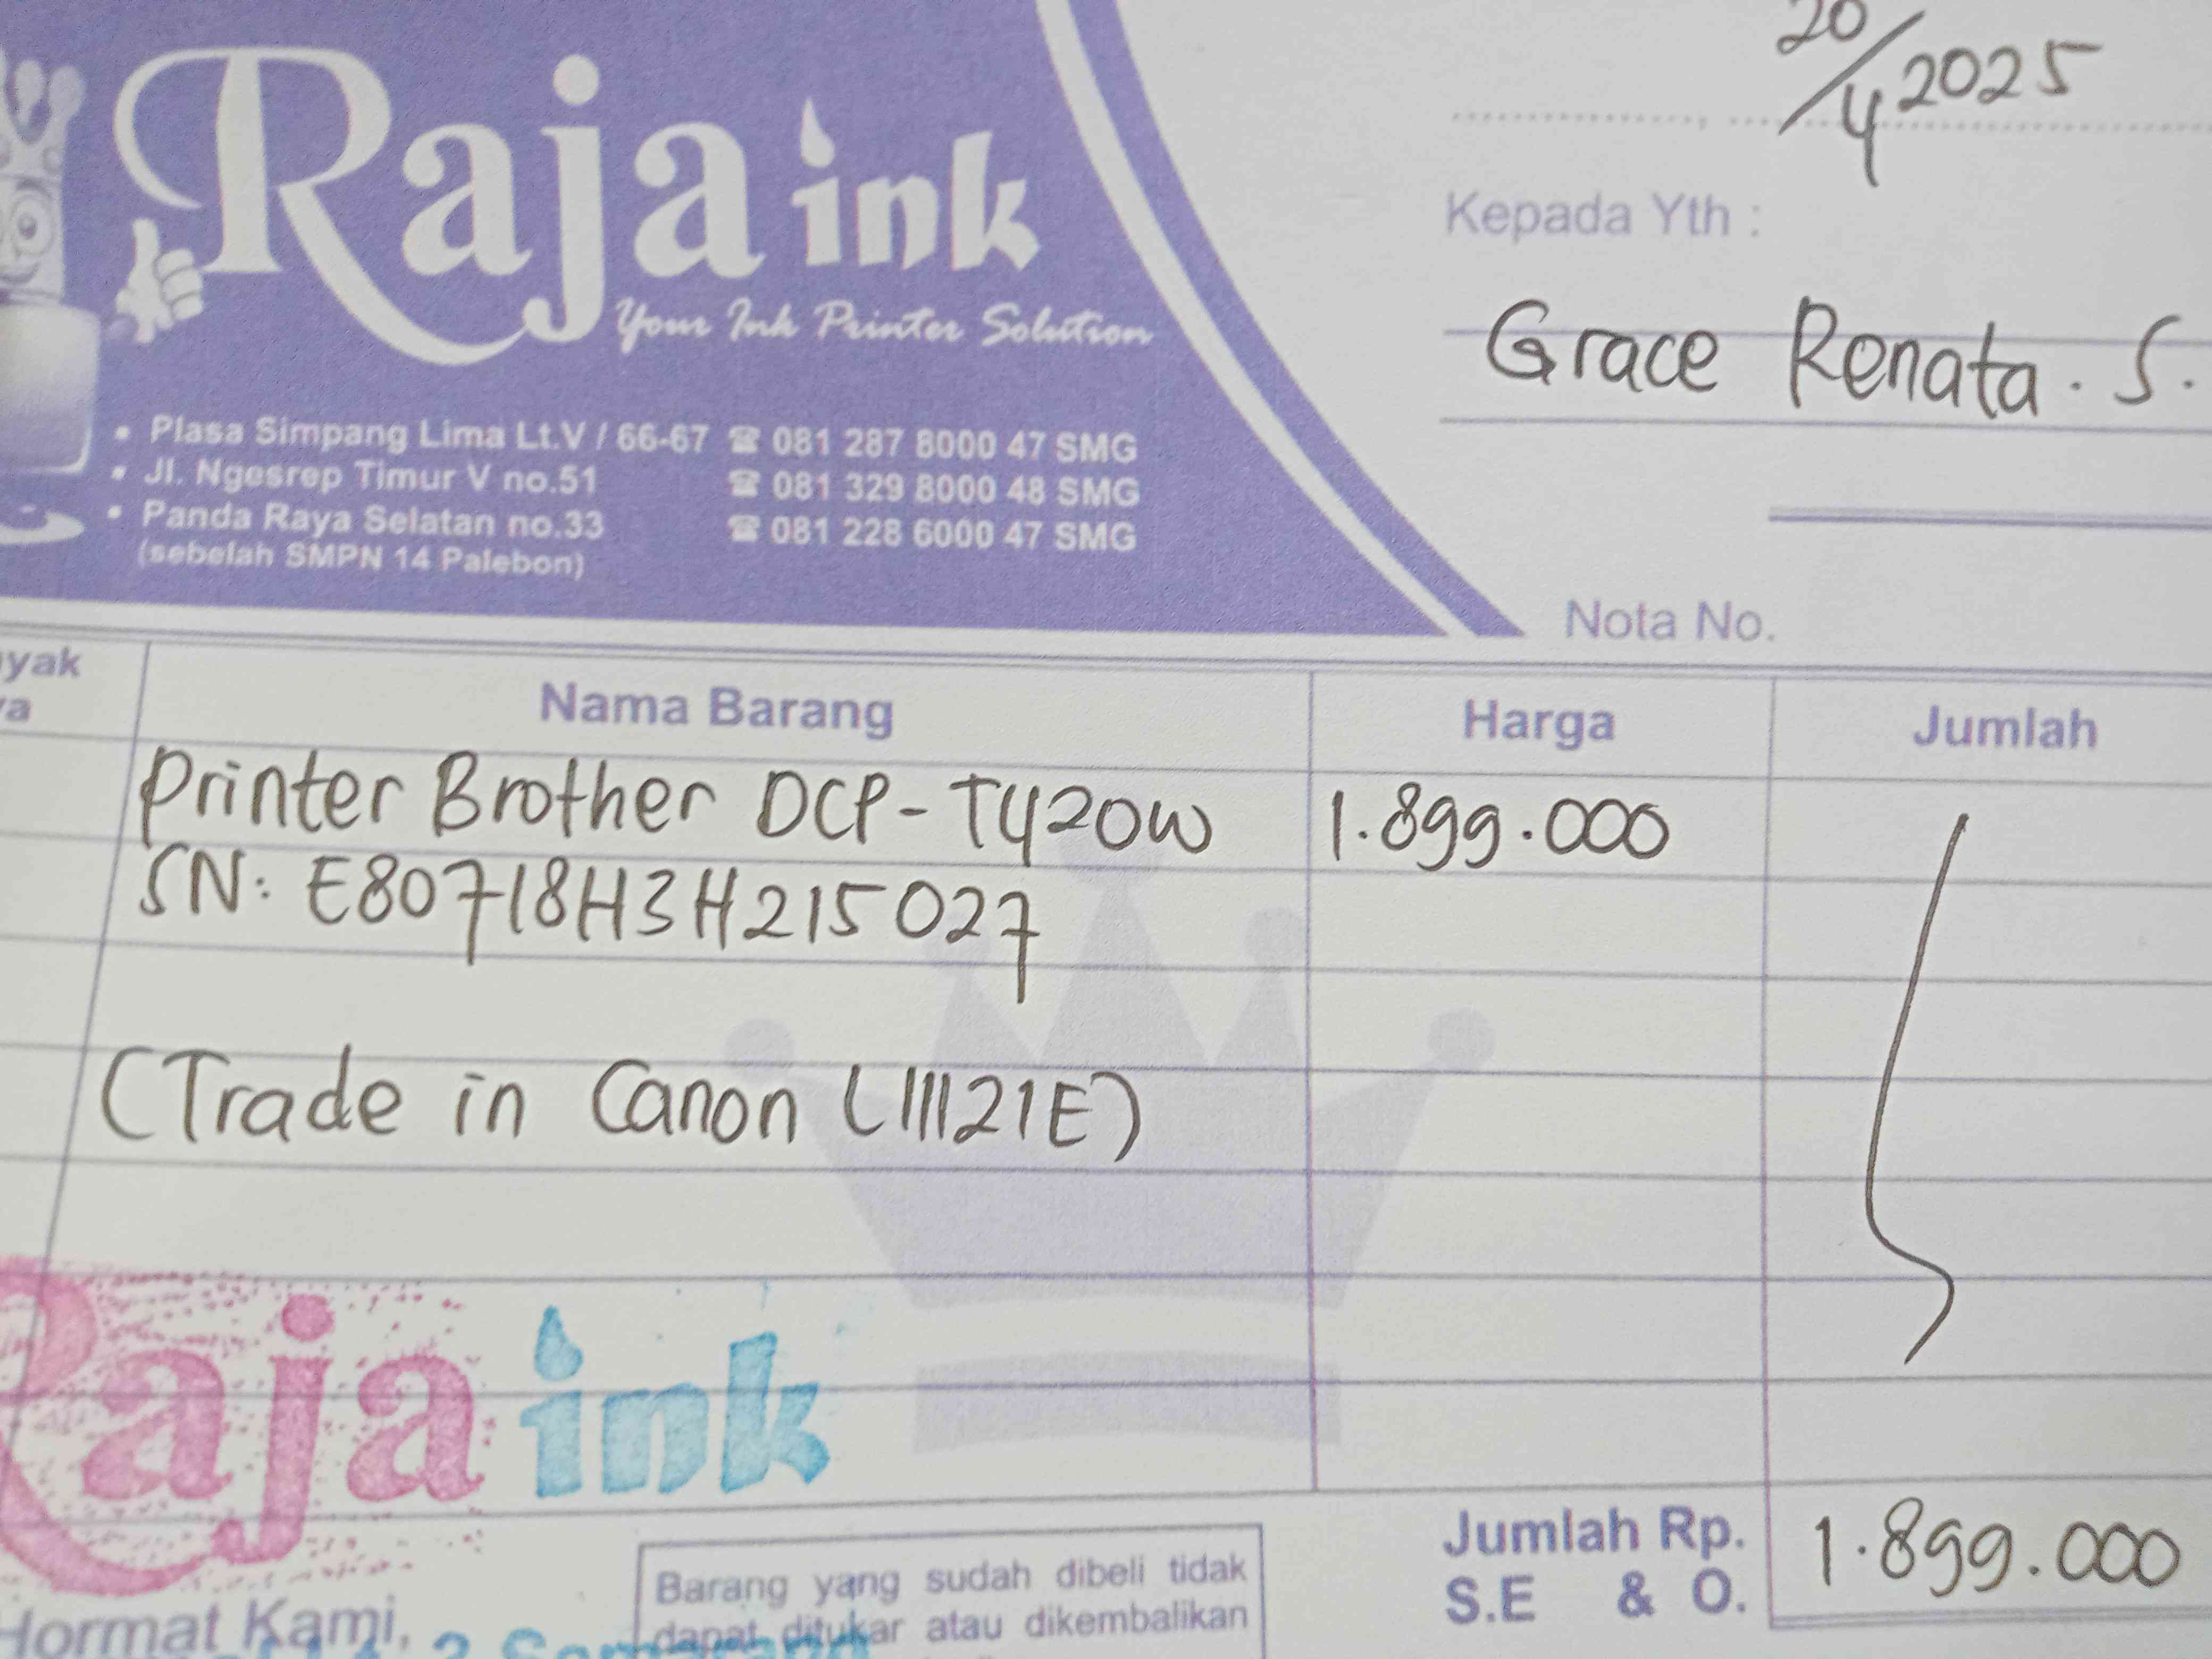 20/4 2025
Raja ink
Your Ink Printer Solution
Kepada Yth :
Grace Renata. S.
• Plasa Simpang Lima Lt.V / 66-67 ☎ 081 287 8000 47 SMG
• Jl. Ngesrep Timur V no.51 ☎ 081 329 8000 48 SMG
• Panda Raya Selatan no.33 ☎ 081 228 6000 47 SMG
(sebelah SMPN 14 Palebon)
Nota No.
Nama Barang Harga Jumlah
Printer Brother DCP-T420W 1.899.000
SN: E80718H3H215027
(Trade in Canon (11121E)
Raja ink
Jumlah Rp. 1.899.000
S.E & O.
Barang yang sudah dibeli tidak
dapat ditukar atau dikembalikan
Hormat Kami,
Semarang